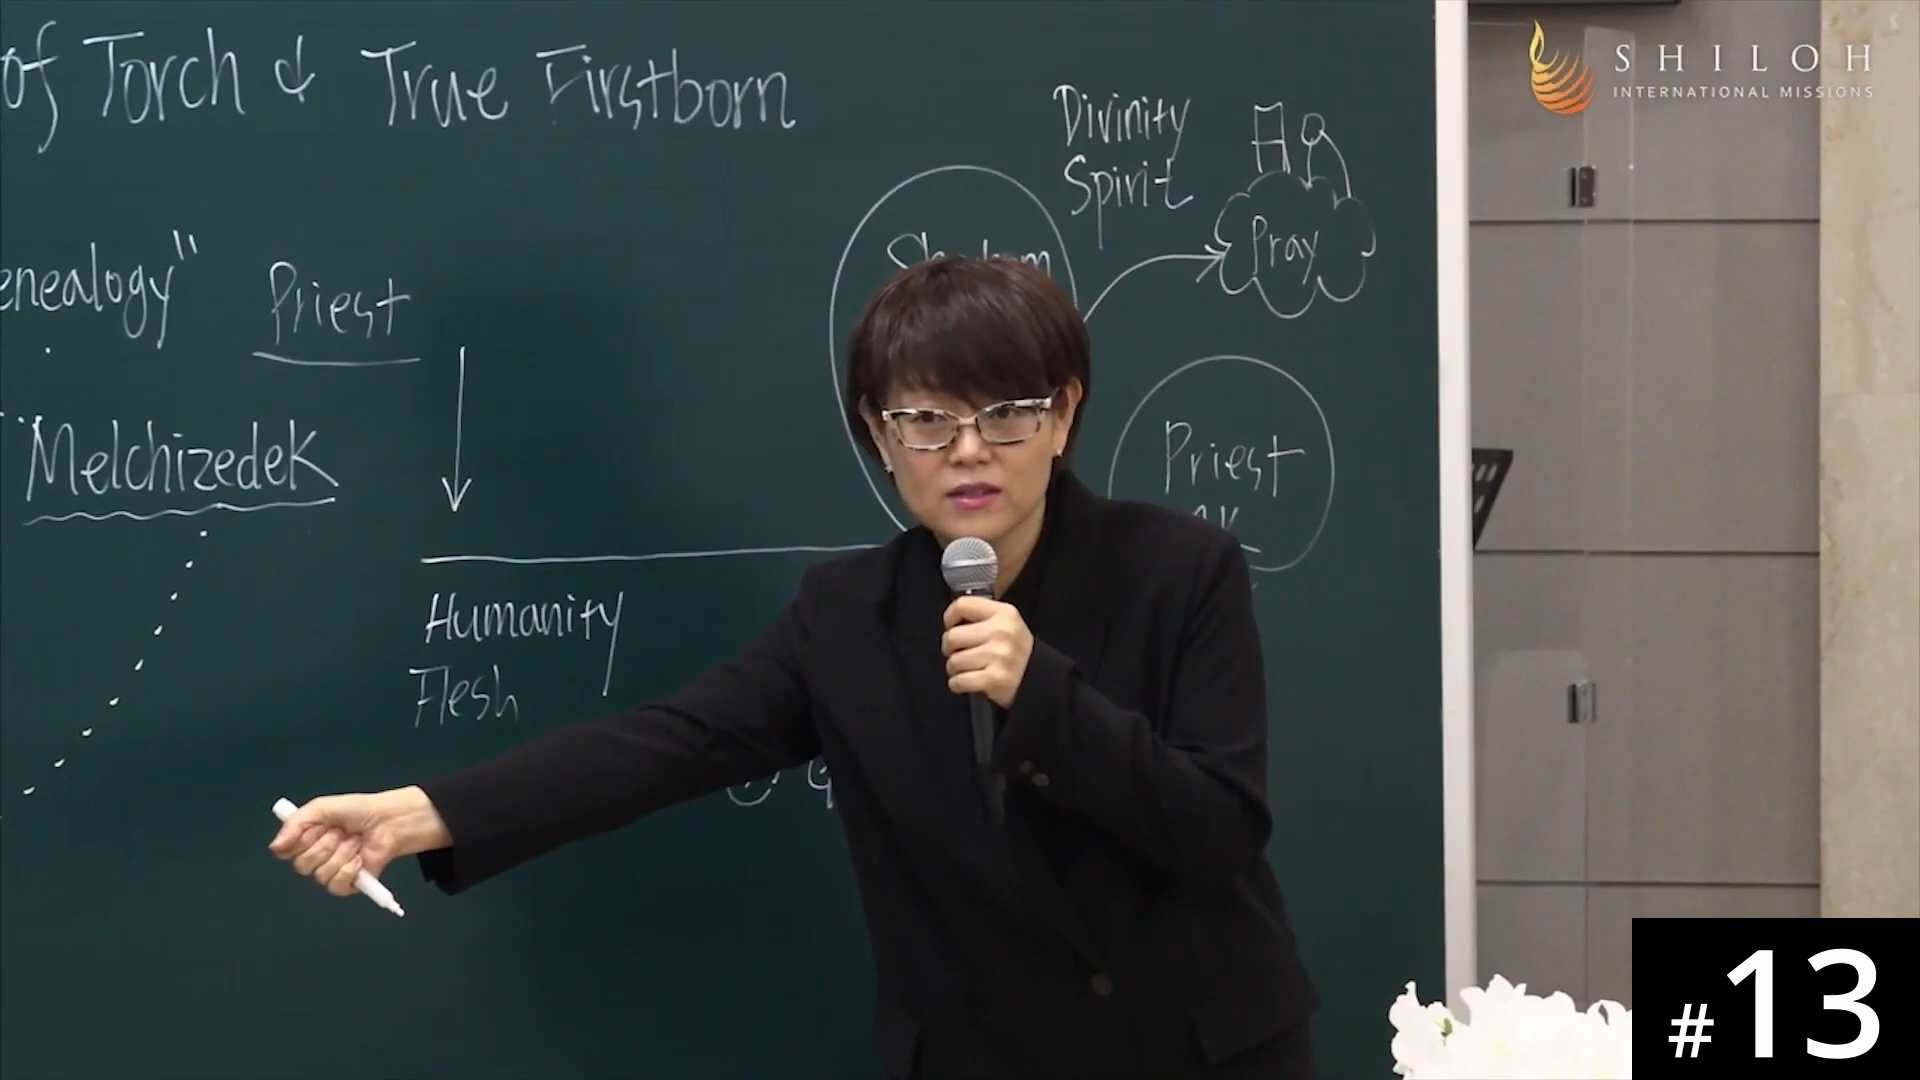 of Torch & True Firstborn
SHILOH
INTERNATIONAL MISSIONS
Divinity
Spirit
Pray
enealogy"
Priest
Melchizedek
Priest
Humanity
Flesh
#13